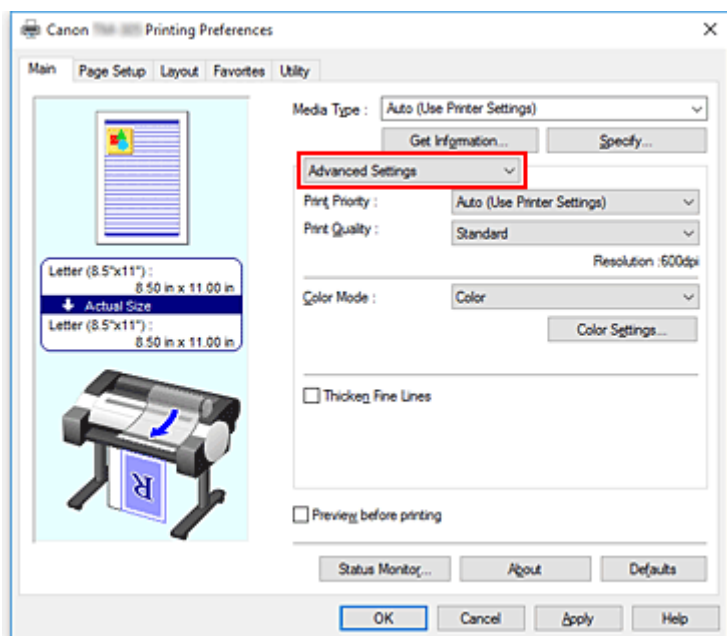 Canon Printing Preferences
Main Page Setup Layout Favorites Utility
Media Type : Auto (Use Printer Settings)
Get Information... Specify...
Advanced Settings
Print Priority : Auto (Use Printer Settings)
Print Quality : Standard
Resolution :600dpi
Letter (8.5"x11") :
8.50 in x 11.00 in
Actual Size
Letter (8.5"x11") :
8.50 in x 11.00 in
Color Mode : Color
Color Settings...
Thicken Fine Lines
R
Preview before printing
Status Monitor... About Defaults
OK Cancel Apply Help